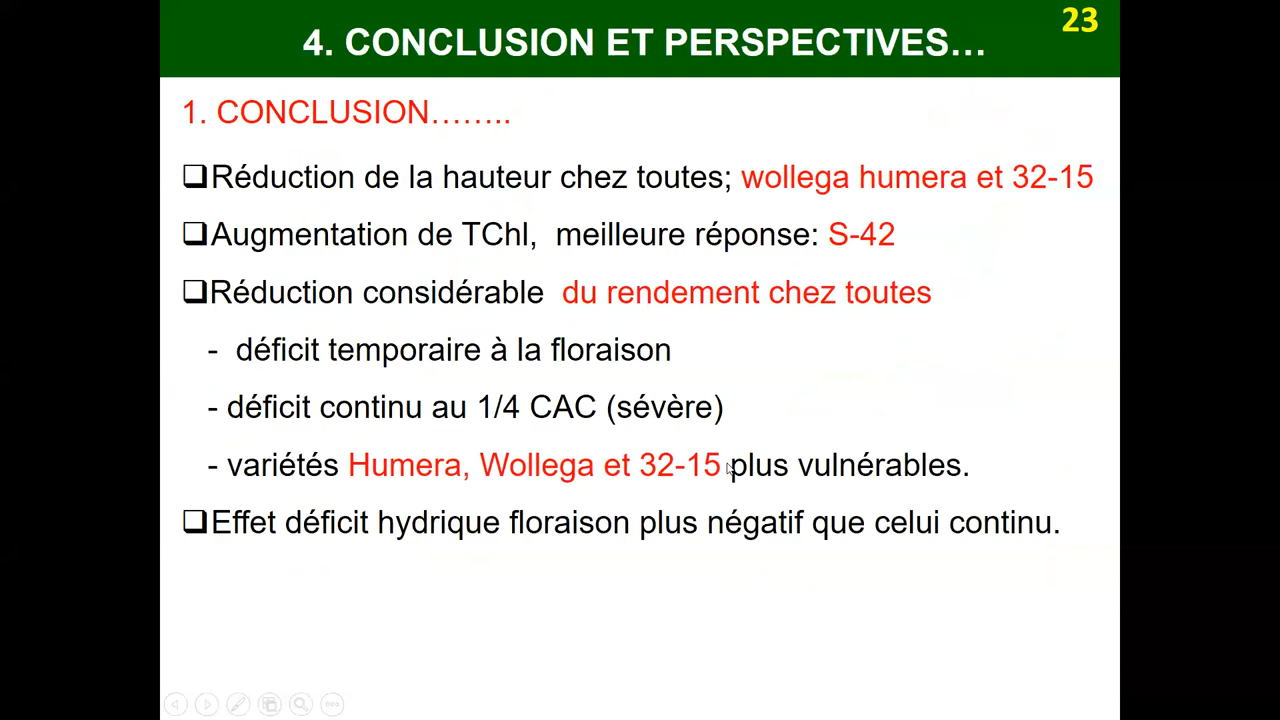 23
4. CONCLUSION ET PERSPECTIVES…
1. CONCLUSION……..
❑Réduction de la hauteur chez toutes; wollega humera et 32-15
❑Augmentation de TChl, meilleure réponse: S-42
❑Réduction considérable du rendement chez toutes
- déficit temporaire à la floraison
- déficit continu au 1/4 CAC (sévère)
- variétés Humera, Wollega et 32-15 plus vulnérables.
❑Effet déficit hydrique floraison plus négatif que celui continu.